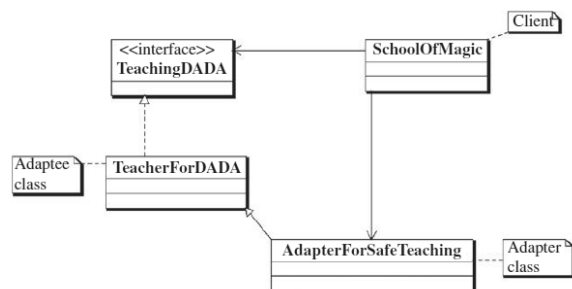 Client
<<interface>>
TeachingDADA
SchoolOfMagic
Adaptee
class
TeacherForDADA
AdapterForSafeTeaching
Adapter
class